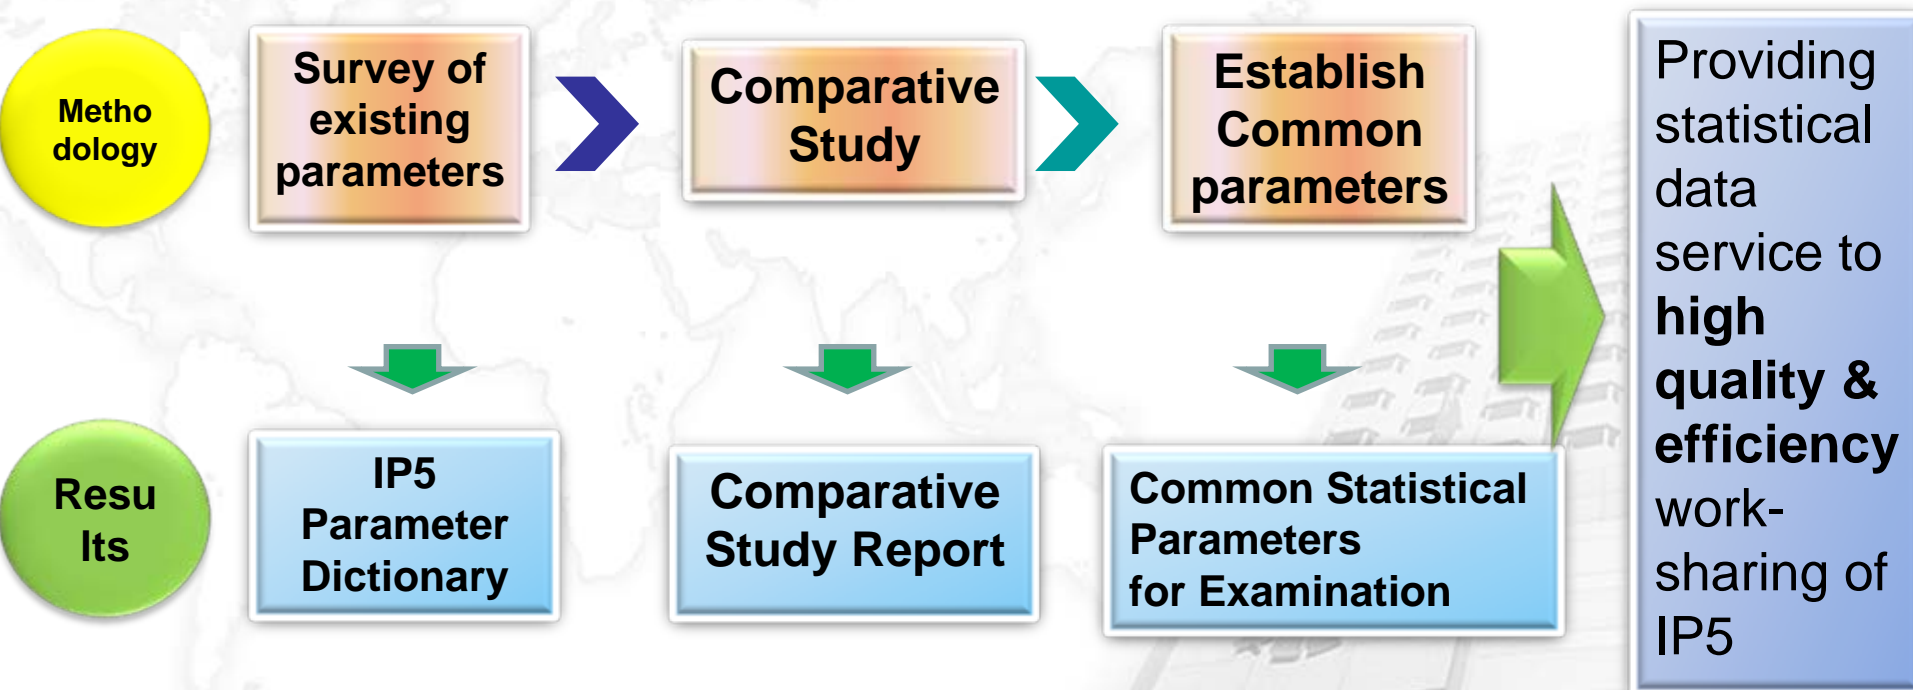 Metho
dology
Survey of
existing
parameters
Comparative
Study
Establish
Common
parameters
Resu
lts
IP5
Parameter
Dictionary
Comparative
Study Report
Common Statistical
Parameters
for Examination
Providing
statistical
data
service to
high
quality &
efficiency
work-
sharing of
IP5